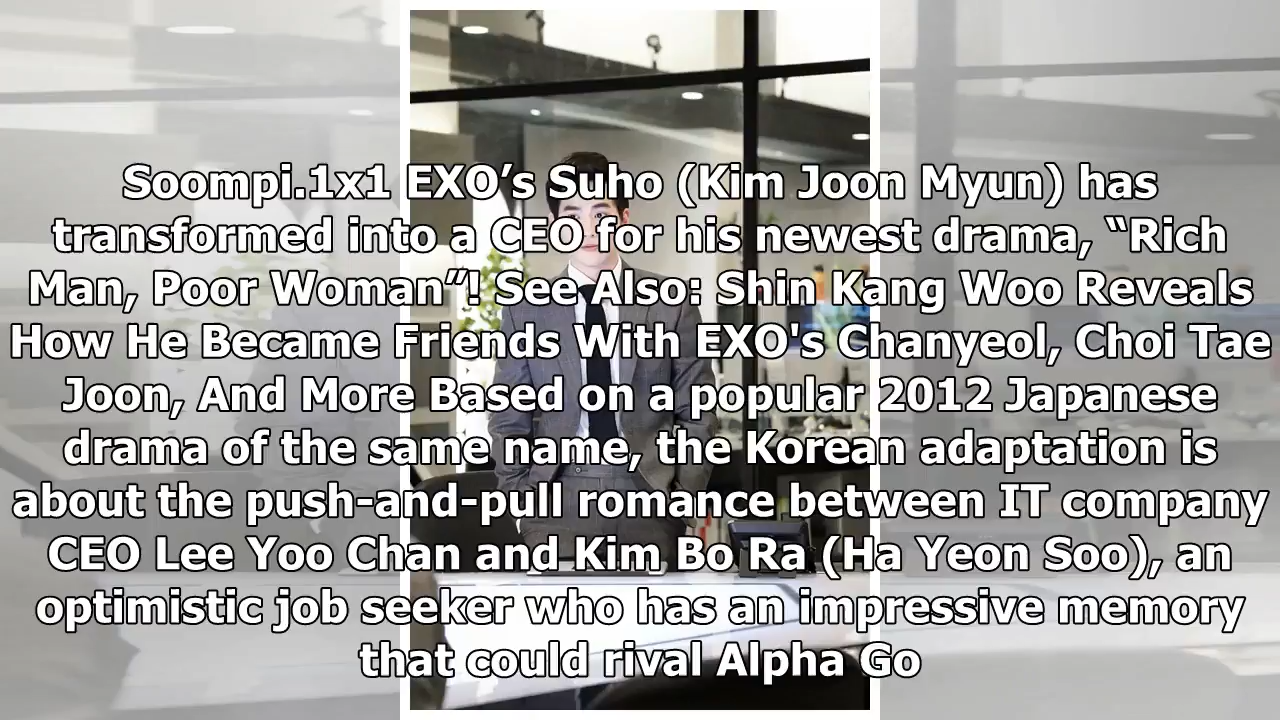 Soompi.1x1 EXO’s Suho (Kim Joon Myun) has
transformed into a CEO for his newest drama, “Rich
Man, Poor Woman”! See Also: Shin Kang Woo Reveals
How He Became Friends With EXO's Chanyeol, Choi Tae
Joon, And More Based on a popular 2012 Japanese
drama of the same name, the Korean adaptation is
about the push-and-pull romance between IT company
CEO Lee Yoo Chan and Kim Bo Ra (Ha Yeon Soo), an
optimistic job seeker who has an impressive memory
that could rival Alpha Go